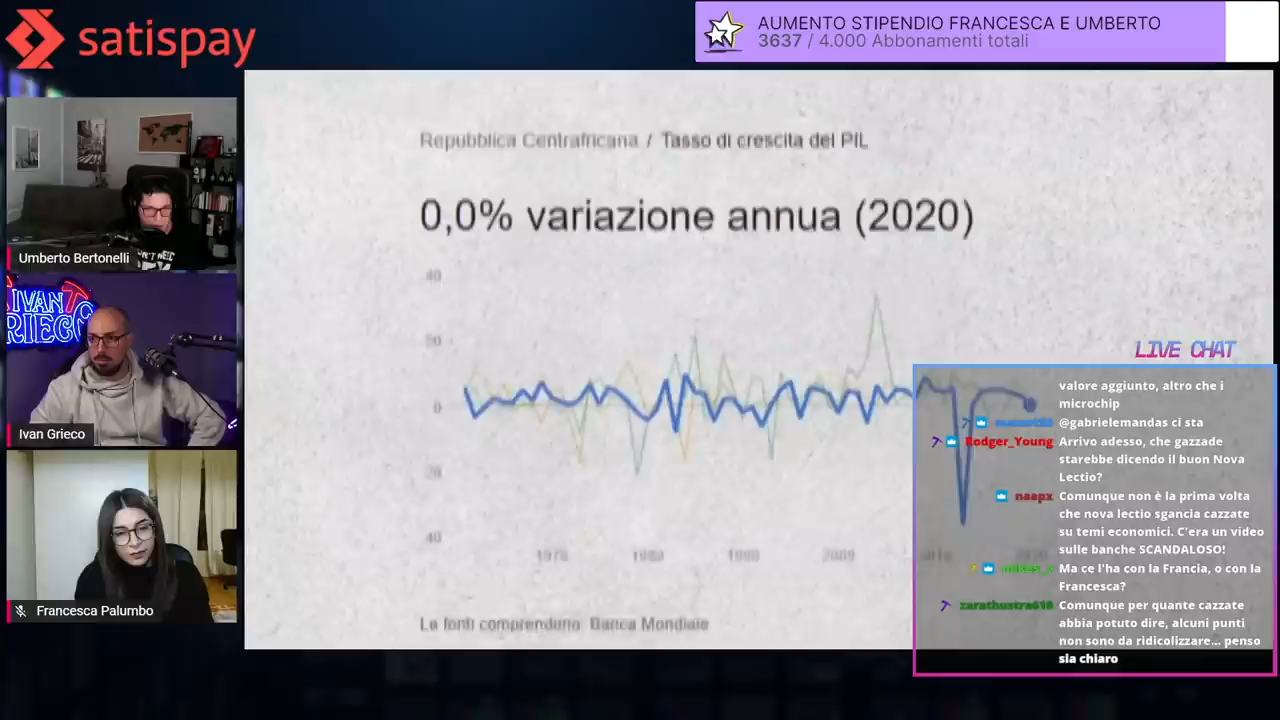 satispay
AUMENTO STIPENDIO FRANCESCA E UMBERTO
3637 / 4.000 Abbonamenti totali
Repubblica Centrafricana / Tasso di crescita del PIL
0,0% variazione annua (2020)
40
20
0
40
1970
1980
1990
2000
Le fonti comprendono: Banca Mondiale
Umberto Bertonelli
IVAN
GRIECO
Ivan Grieco
Francesca Palumbo
LIVE CHAT
valore aggiunto, altro che i
microchip
@gabrielemandas ci sta
Rodger_Young Arrivo adesso, che gazzade
starebbe dicendo il buon Nova
Lectio?
naapx Comunque non è la prima volta
che nova lectio sgancia cazzate
su temi economici. C'era un video
sulle banche SCANDALOSO!
Ma ce l'ha con la Francia, o con la
Francesca?
zarathustra610 Comunque per quante cazzate
abbia potuto dire, alcuni punti
non sono da ridicolizzare... penso
sia chiaro